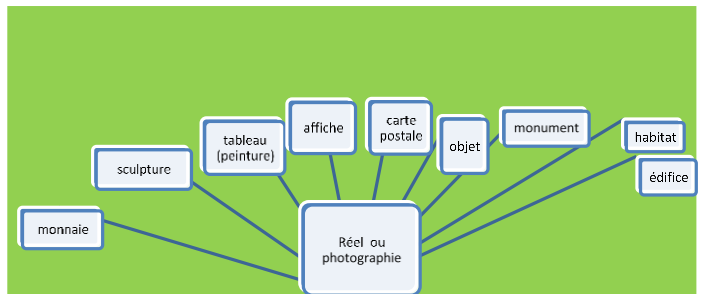 monnaie
sculpture
tableau
(peinture)
affiche
carte
postale
objet
monument
habitat
édifice
Réel ou
photographie